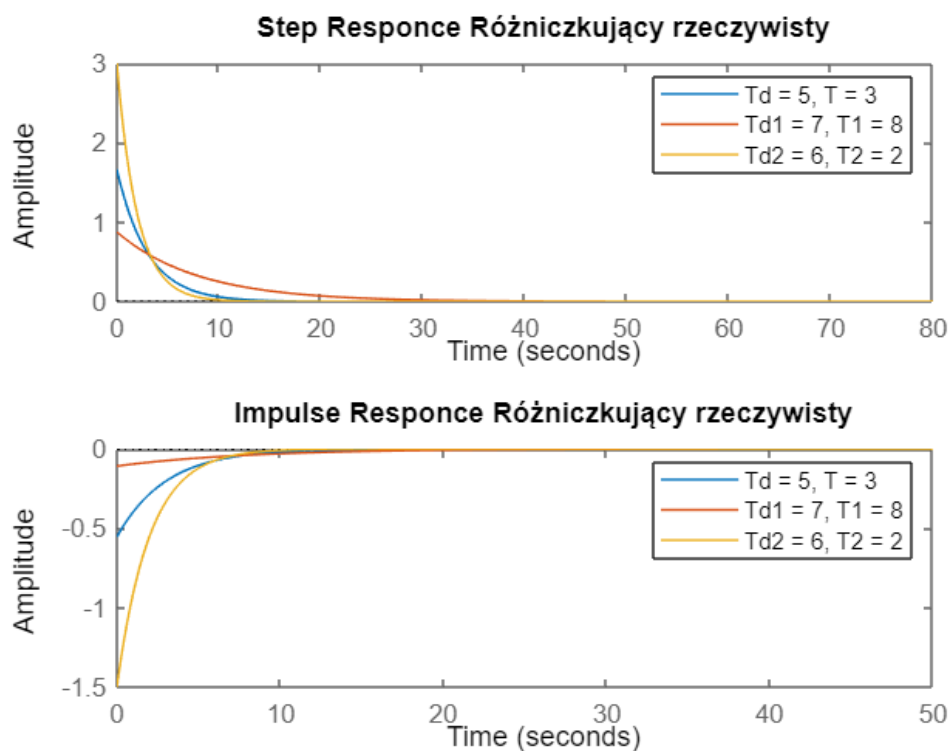 Step Responce Różniczkujący rzeczywisty
3
2
1
0
Amplitude
Td = 5, T = 3
Td1 = 7, T1 = 8
Td2 = 6, T2 = 2
0 10 20 30 40 50 60 70 80
Time (seconds)
Impulse Responce Różniczkujący rzeczywisty
0
-0.5
-1
-1.5
Amplitude
Td = 5, T = 3
Td1 = 7, T1 = 8
Td2 = 6, T2 = 2
0 10 20 30 40 50
Time (seconds)